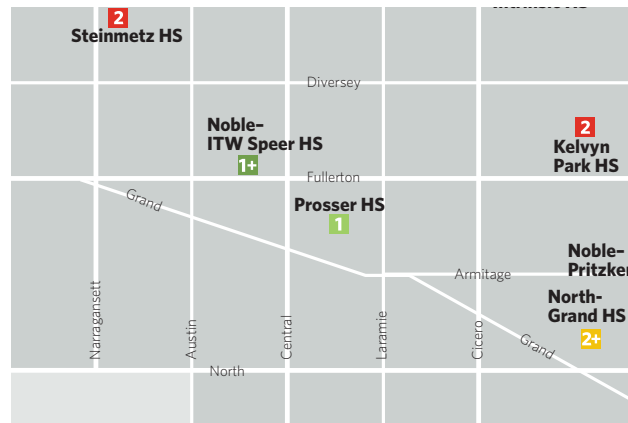 2
Steinmetz HS
Diversey
Noble–
ITW Speer HS
1+
2
Kelvyn
Park HS
Fullerton
Grand
Prosser HS
1
Noble–
Armitage
North-
Grand HS
2+
Narragansett
Austin
Central
Laramie
Cicero
Grand
North